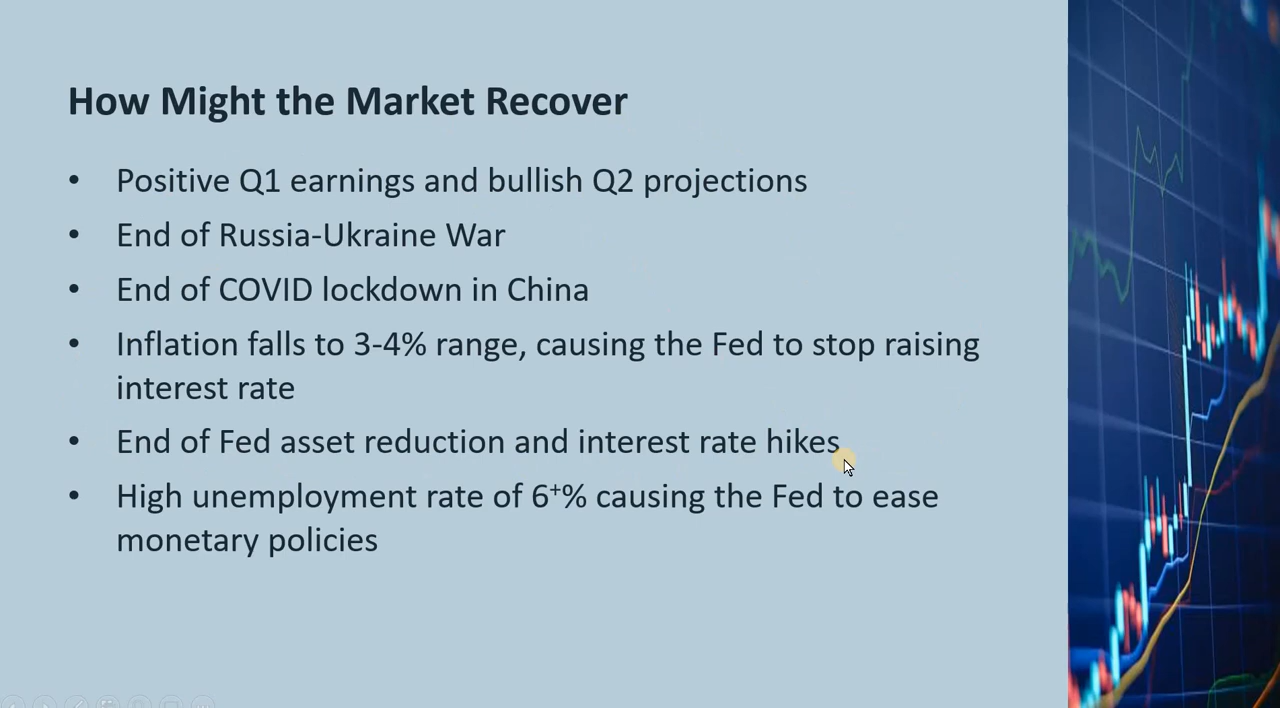 How Might the Market Recover
• Positive Q1 earnings and bullish Q2 projections
• End of Russia-Ukraine War
• End of COVID lockdown in China
• Inflation falls to 3-4% range, causing the Fed to stop raising
interest rate
• End of Fed asset reduction and interest rate hikes
• High unemployment rate of 6⁺% causing the Fed to ease
monetary policies